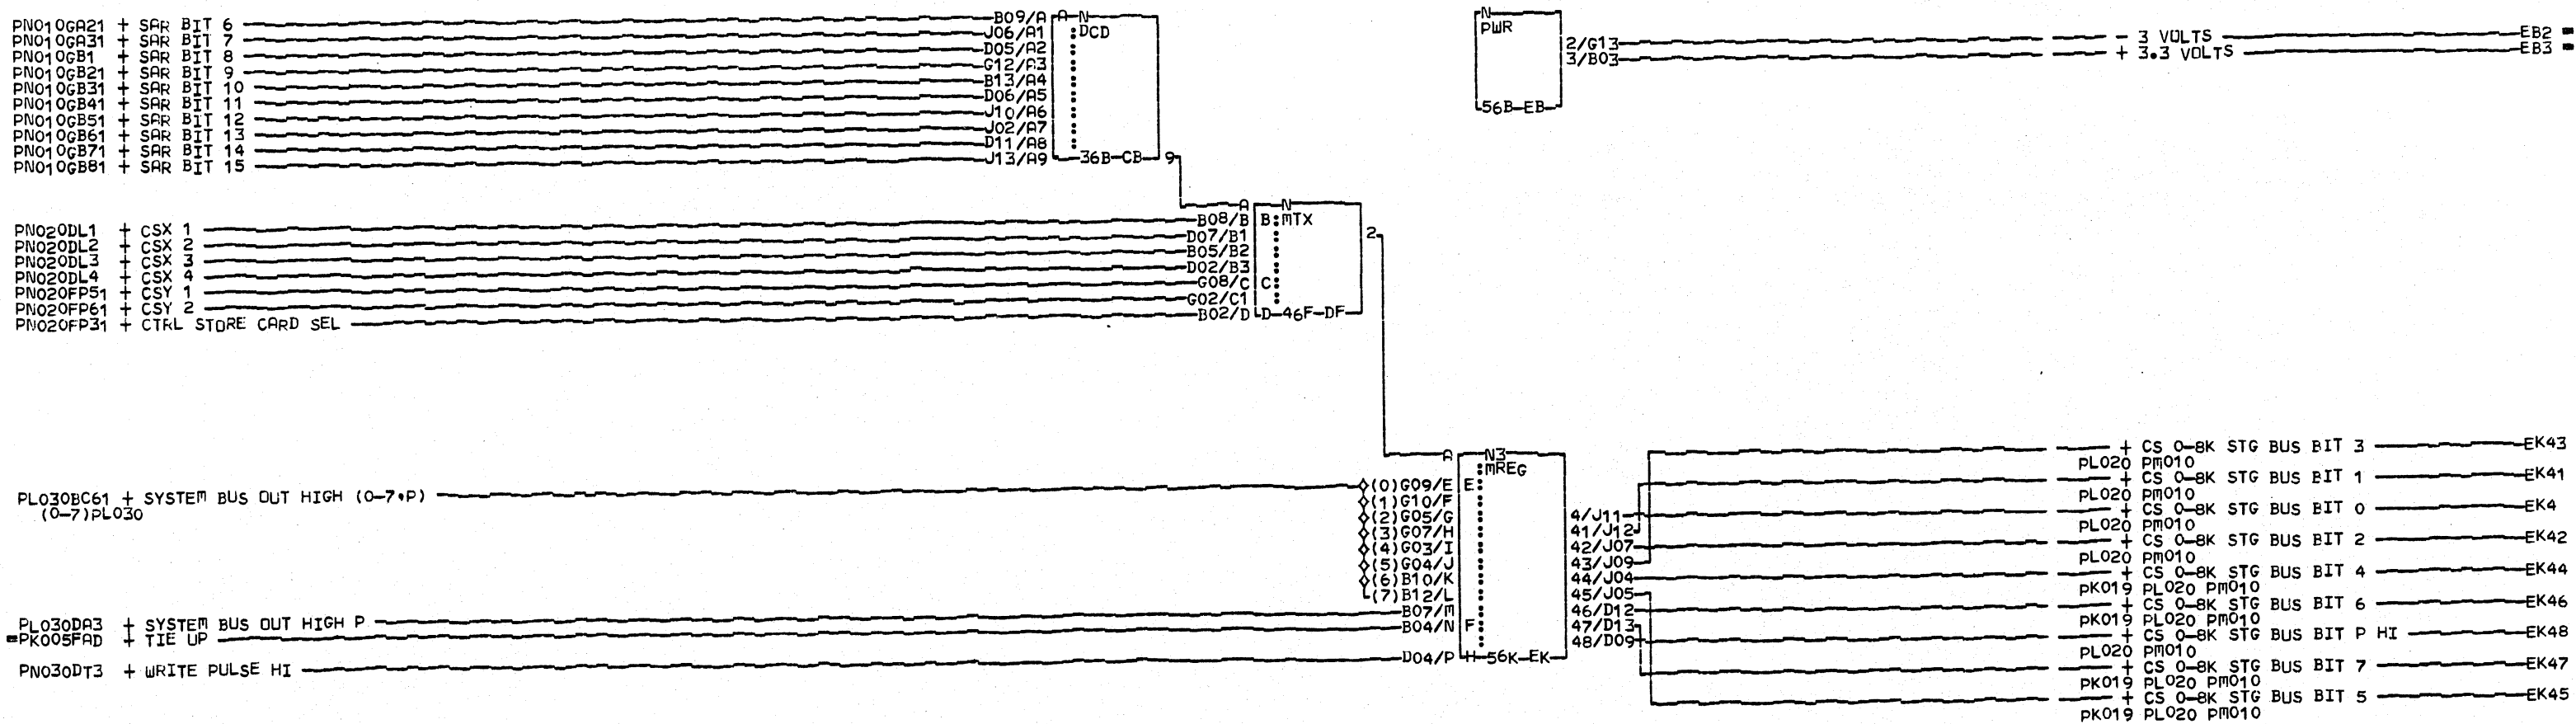 PN010GA21 + SAR BIT 6 B09/A A N
PN010GA31 + SAR BIT 7 J06/A1 DCD
PN010GB1 + SAR BIT 8 D05/A2
PN010GB21 + SAR BIT 9 G12/A3
PN010GB31 + SAR BIT 10 B13/A4
PN010GB41 + SAR BIT 11 D06/A5
PN010GB51 + SAR BIT 12 J10/A6
PN010GB61 + SAR BIT 13 J02/A7
PN010GB71 + SAR BIT 14 D11/A8
PN010GB81 + SAR BIT 15 J13/A9 36B-CB 9
N
PWR
2/G13 - 3 VOLTS EB2
3/B03 + 3.3 VOLTS EB3
56B-EB
A N
PN020DL1 + CSX 1 B08/B B MTX
PN020DL2 + CSX 2 D07/B1 2
PN020DL3 + CSX 3 B05/B2
PN020DL4 + CSX 4 D02/B3
PN020FP51 + CSY 1 G08/C C
PN020FP61 + CSY 2 G02/C1
PN020FP31 + CTRL STORE CARD SEL B02/D D-46F-DF
A N3
MREG
PL030BC61 + SYSTEM BUS OUT HIGH (0-7,P) (0)G09/E E
(0-7)PL030
(1)G10/F
(2)G05/G
(3)G07/H
(4)G03/I
(5)G04/J
(6)B10/K
(7)B12/L
PL030DA3 + SYSTEM BUS OUT HIGH P B07/M
PK005FAD + TIE UP B04/N F
PN030DT3 + WRITE PULSE HI D04/P H-56K-EK
4/J11
41/J12
42/J07
43/J09
44/J04
45/J05
46/D12
47/D13
48/D09
+ CS 0-8K STG BUS BIT 3 EK43
PL020 PM010
+ CS 0-8K STG BUS BIT 1 EK41
PL020 PM010
+ CS 0-8K STG BUS BIT 0 EK4
PL020 PM010
+ CS 0-8K STG BUS BIT 2 EK42
PL020 PM010
+ CS 0-8K STG BUS BIT 4 EK44
PK019 PL020 PM010
+ CS 0-8K STG BUS BIT 6 EK46
PK019 PL020 PM010
+ CS 0-8K STG BUS BIT P HI EK48
PL020 PM010
+ CS 0-8K STG BUS BIT 7 EK47
PK019 PL020 PM010
+ CS 0-8K STG BUS BIT 5 EK45
PK019 PL020 PM010